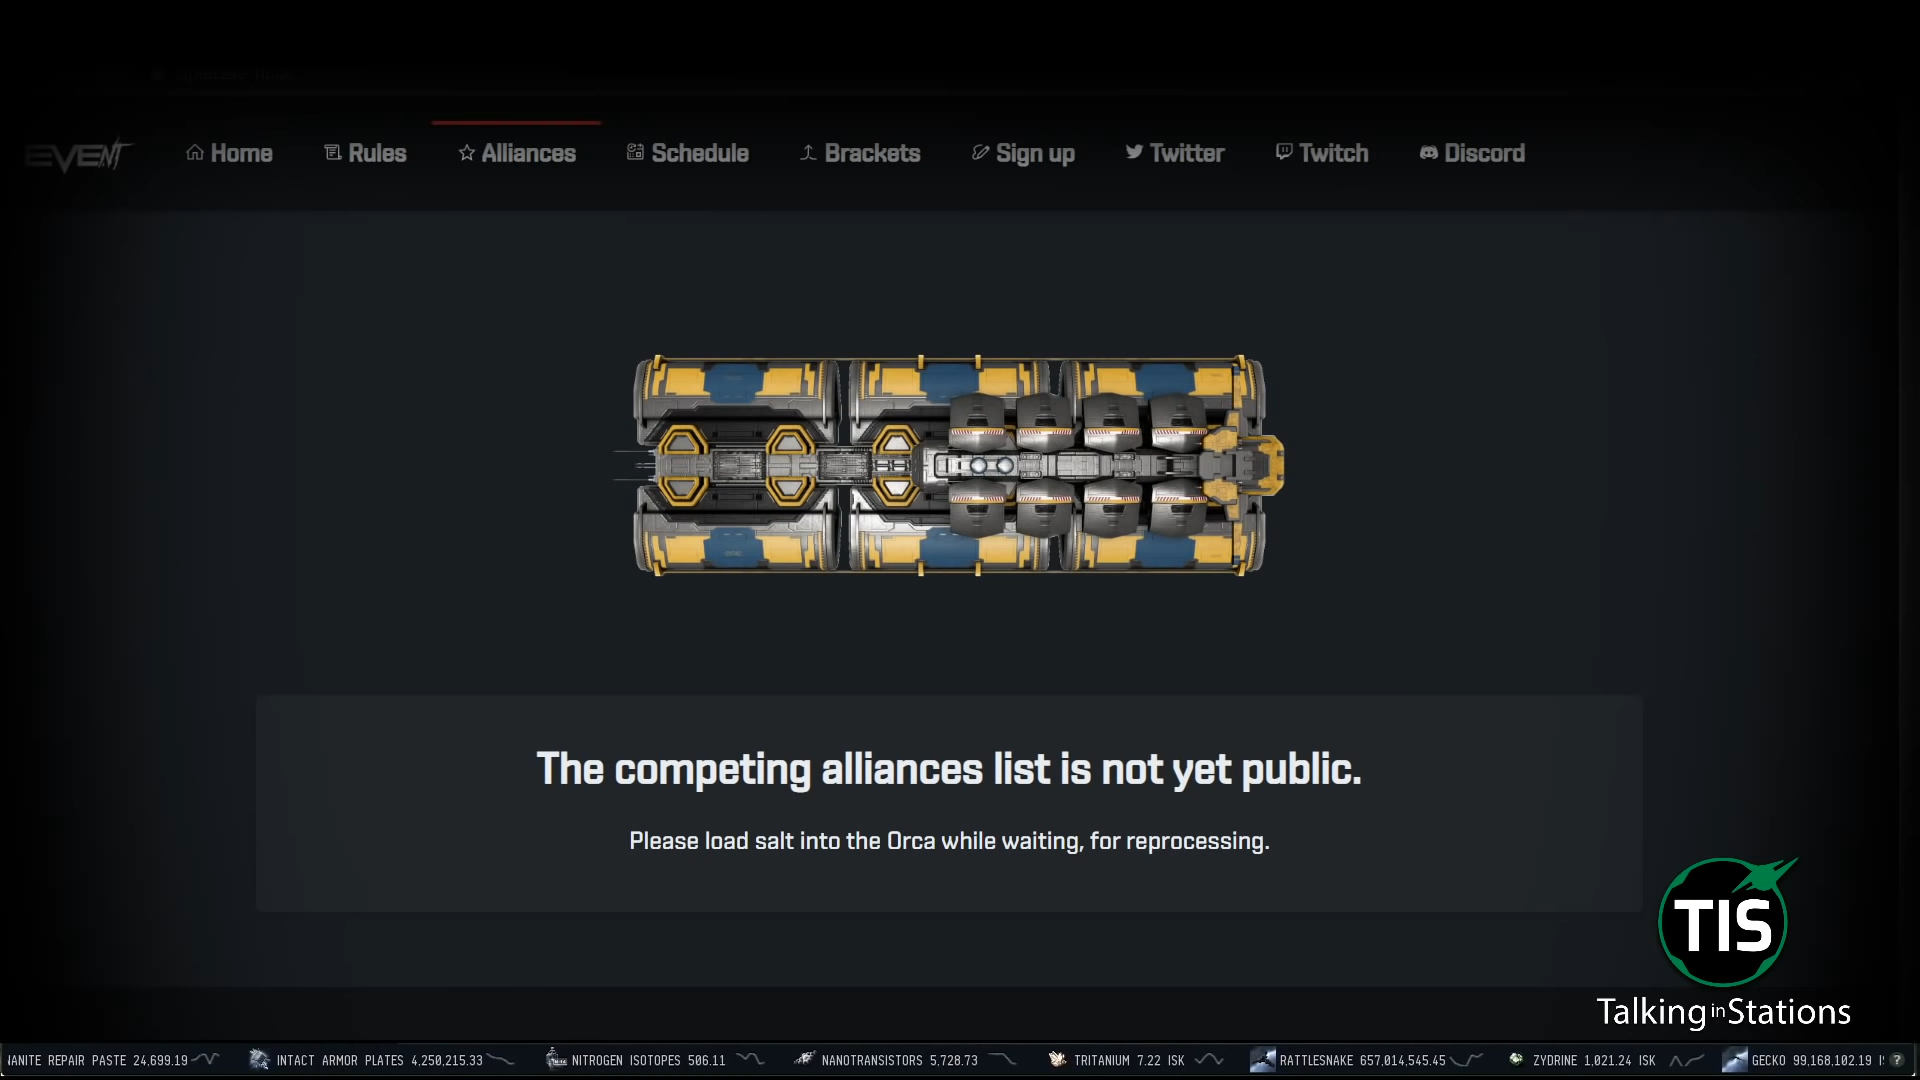 EVE_NT
Home Rules Alliances Schedule Brackets Sign up Twitter Twitch Discord
The competing alliances list is not yet public.
Please load salt into the Orca while waiting, for reprocessing.
TIS
Talking in Stations
NANITE REPAIR PASTE 24,699.19 INTACT ARMOR PLATES 4,250,215.33 NITROGEN ISOTOPES 506.11 NANOTRANSISTORS 5,728.73 TRITANIUM 7.22 ISK RATTLESNAKE 657,014,545.45 ZYDRINE 1,021.24 ISK GECKO 99,168,102.19 ?